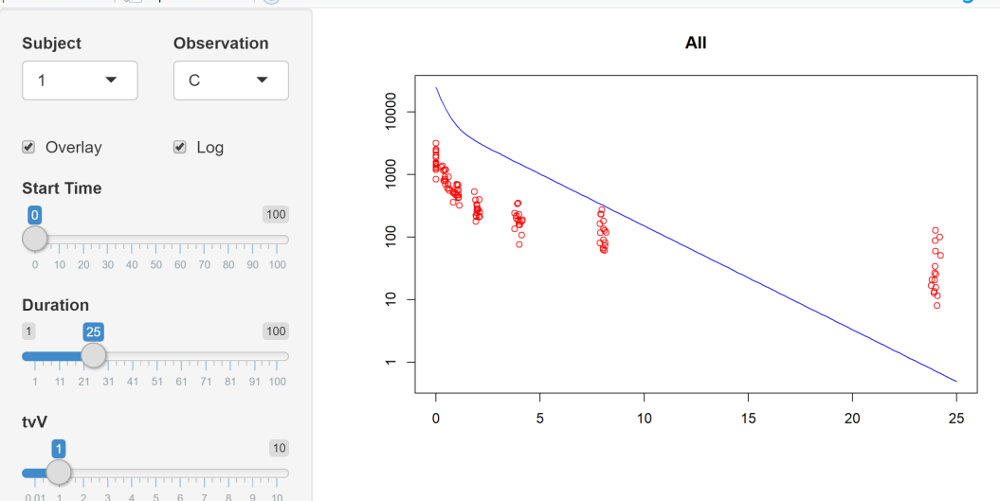 Subject
Observation
1
C
Overlay
Log
Start Time
0
100
0 10 20 30 40 50 60 70 80 90 100
Duration
1
25
100
1 11 21 31 41 51 61 71 81 91 100
tvV
1
10
0.01 1 2 3 4 5 6 7 8 9 10
All
10000
1000
100
10
1
0 5 10 15 20 25